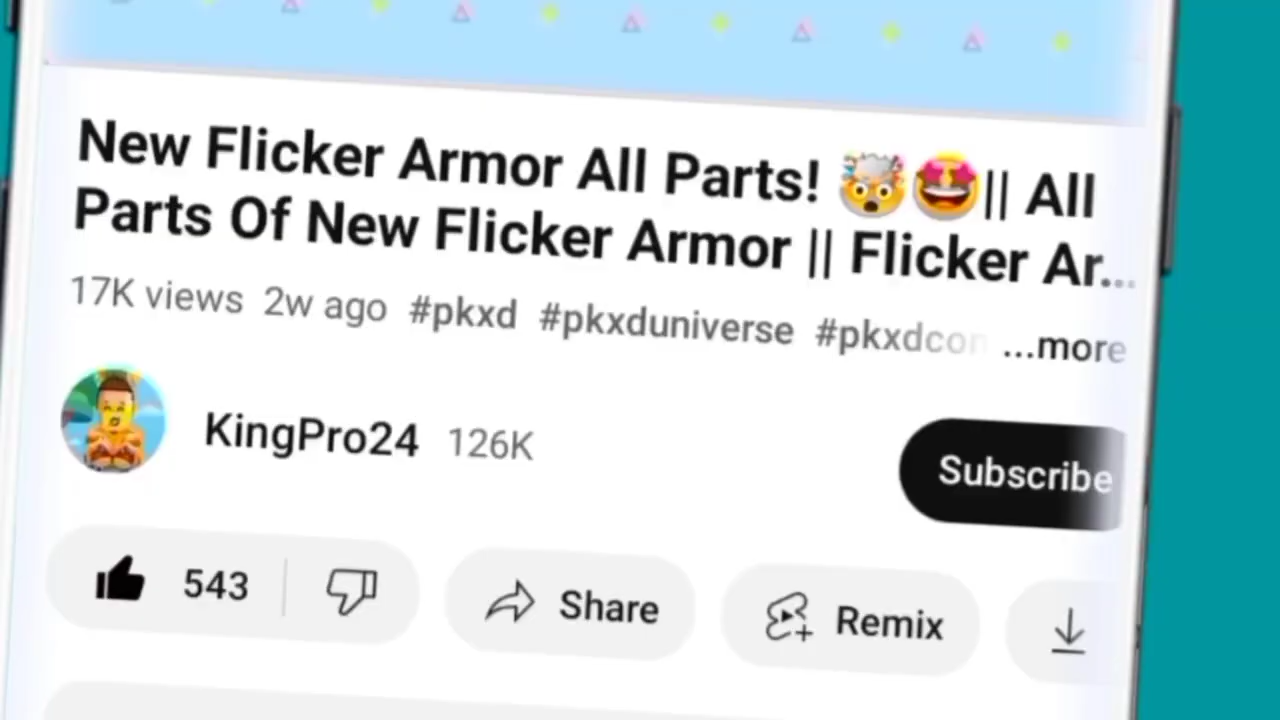 New Flicker Armor All Parts! 🤯🤩|| All
Parts Of New Flicker Armor || Flicker Ar...
17K views 2w ago #pkxd #pkxduniverse #pkxdcon ...more
KingPro24 126K
Subscribe
543
Share
Remix